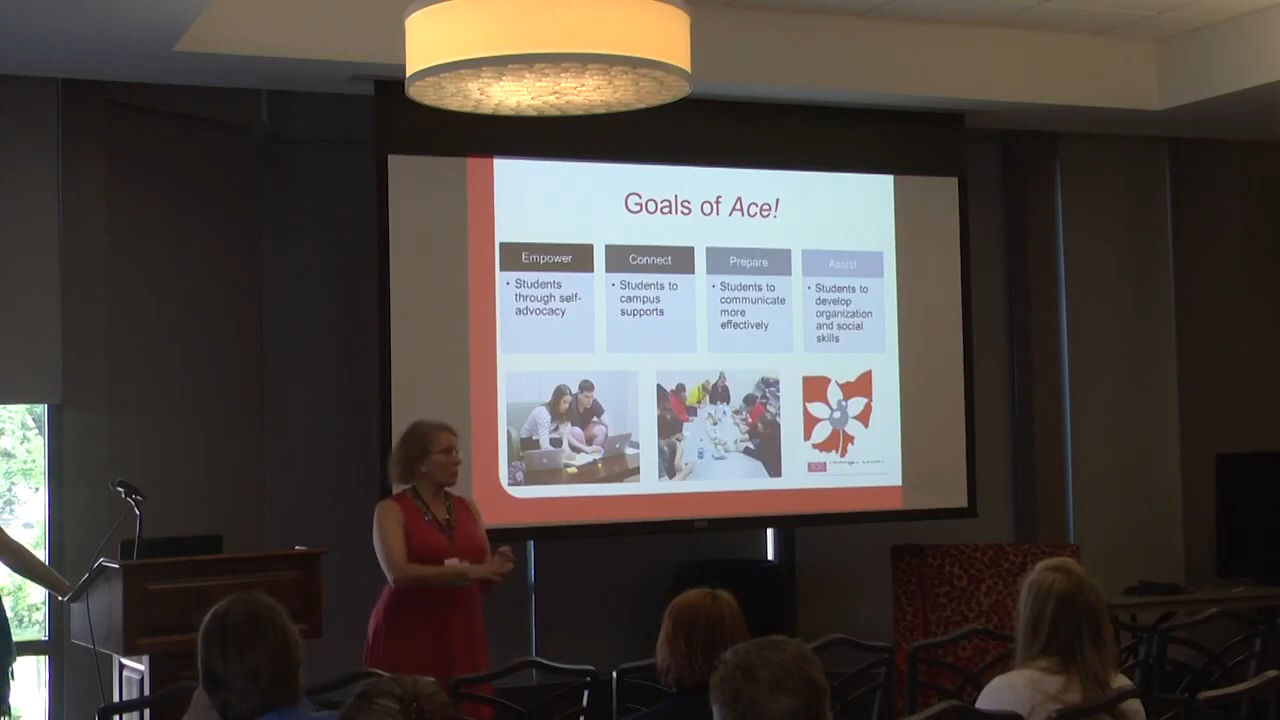 Goals of Ace!
Empower
• Students
through self-
advocacy
Connect
• Students to
campus
supports
Prepare
• Students to
communicate
more
effectively
Assist
• Students to
develop
organization
and social
skills